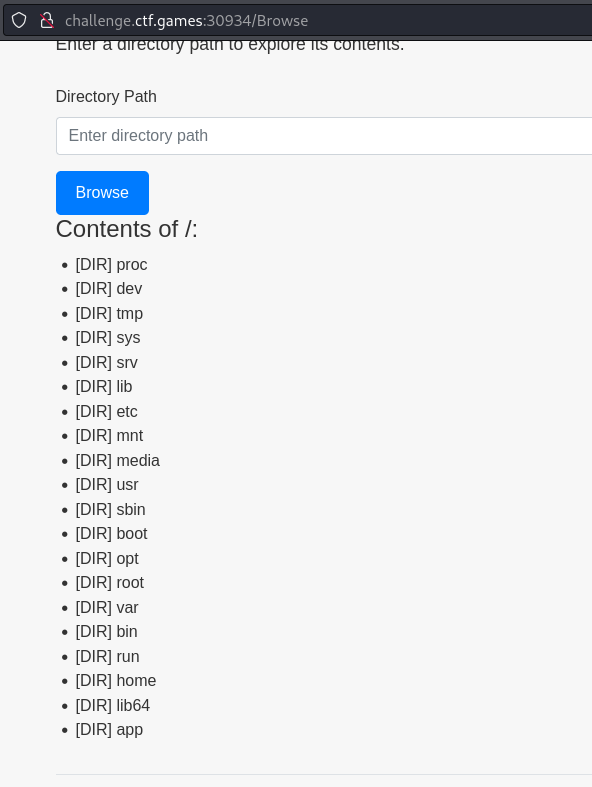 challenge.ctf.games:30934/Browse
Enter a directory path to explore its contents.
Directory Path
Enter directory path
Browse
Contents of /:
• [DIR] proc
• [DIR] dev
• [DIR] tmp
• [DIR] sys
• [DIR] srv
• [DIR] lib
• [DIR] etc
• [DIR] mnt
• [DIR] media
• [DIR] usr
• [DIR] sbin
• [DIR] boot
• [DIR] opt
• [DIR] root
• [DIR] var
• [DIR] bin
• [DIR] run
• [DIR] home
• [DIR] lib64
• [DIR] app